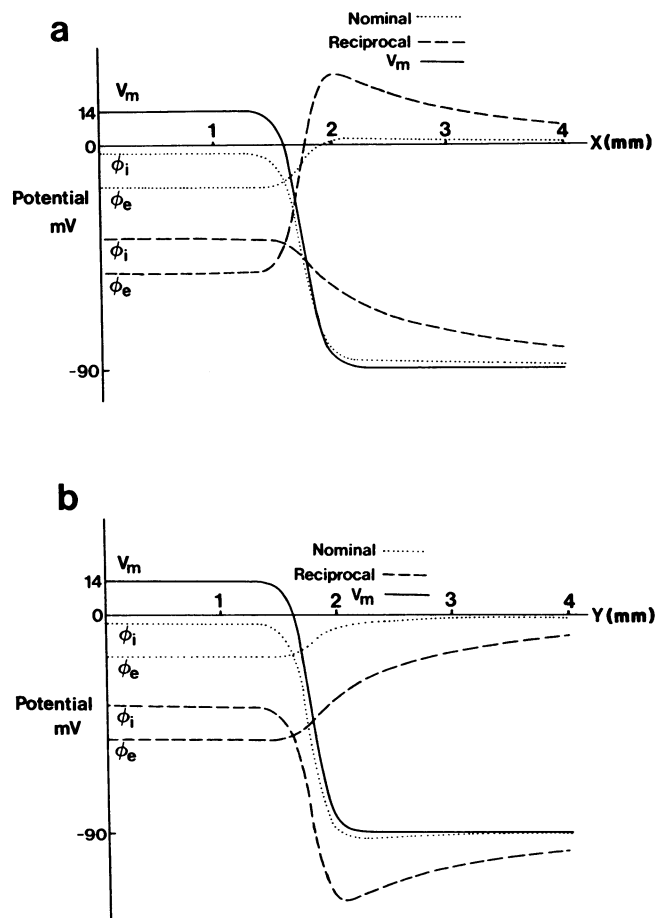 a
Nominal
Reciprocal
Vm
Vm
14
0
1
2
3
4
X(mm)
ϕi
ϕe
Potential
mV
ϕi
ϕe
-90
b
Nominal
Reciprocal
Vm
Vm
14
0
1
2
3
4
Y(mm)
ϕi
ϕe
Potential
mV
ϕi
ϕe
-90